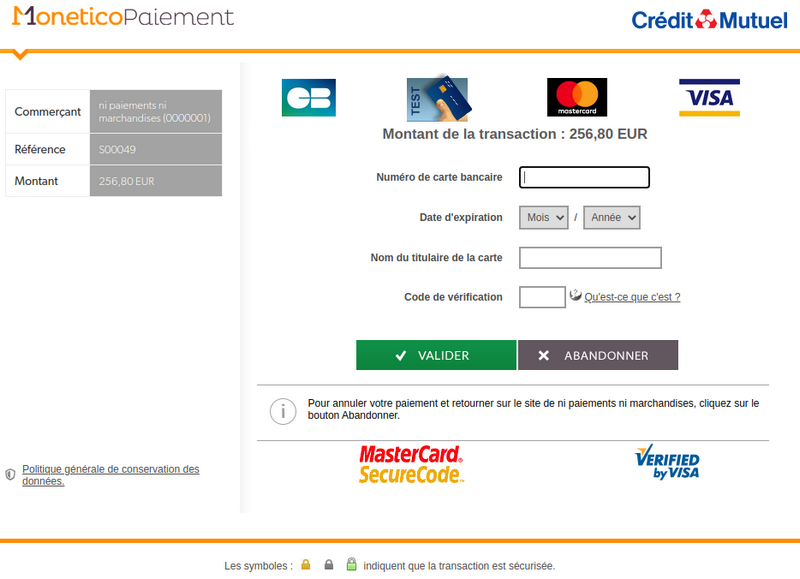 MoneticoPaiement
Crédit Mutuel
Commerçant
ni paiements ni
marchandises (0000001)
Référence
S00049
Montant
256,80 EUR
CB
TEST
mastercard
VISA
Montant de la transaction : 256,80 EUR
Numéro de carte bancaire
Date d'expiration
Mois
/
Année
Nom du titulaire de la carte
Code de vérification
Qu'est-ce que c'est ?
VALIDER
ABANDONNER
Pour annuler votre paiement et retourner sur le site de ni paiements ni marchandises, cliquez sur le
bouton Abandonner.
MasterCard.
SecureCode™
VERIFIED
by VISA
Politique générale de conservation des
données.
Les symboles : indiquent que la transaction est sécurisée.